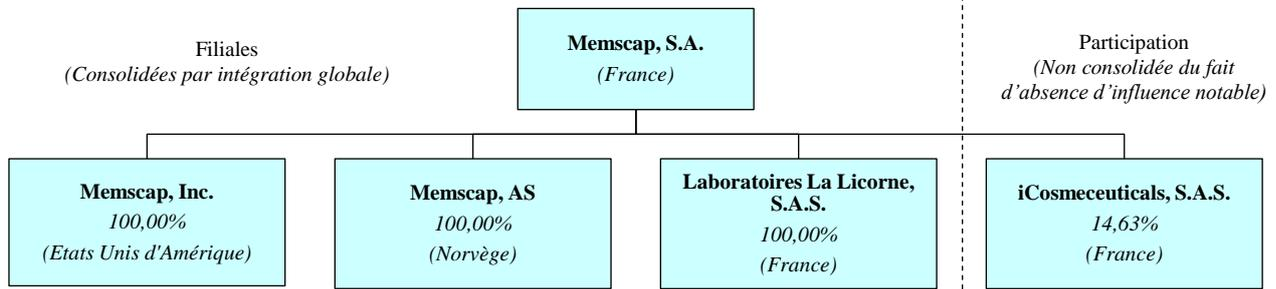 Filiales
(Consolidées par intégration globale)
Memscap, S.A.
(France)
Participation
(Non consolidée du fait
d’absence d’influence notable)
Memscap, Inc.
100,00%
(Etats Unis d'Amérique)
Memscap, AS
100,00%
(Norvège)
Laboratoires La Licorne,
S.A.S.
100,00%
(France)
iCosmeceuticals, S.A.S.
14,63%
(France)